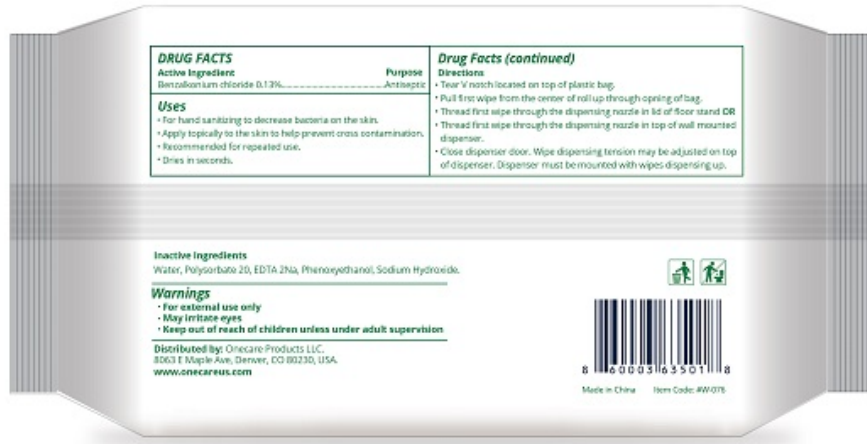 DRUG FACTS
Active Ingredient Purpose
Benzalkonium chloride 0.13%........................Antiseptic
Uses
• For hand sanitizing to decrease bacteria on the skin.
• Apply topically to the skin to help prevent cross contamination.
• Recommended for repeated use.
• Dries in seconds.
Drug Facts (continued)
Directions
• Tear V notch located on top of plastic bag.
• Pull first wipe from the center of roll up through opning of bag.
• Thread first wipe through the dispensing nozzle in lid of floor stand OR
• Thread first wipe through the dispensing nozzle in top of wall mounted
dispenser.
• Close dispenser door. Wipe dispensing tension may be adjusted on top
of dispenser. Dispenser must be mounted with wipes dispensing up.
Inactive Ingredients
Water, Polysorbate 20, EDTA 2Na, Phenoxyethanol, Sodium Hydroxide.
Warnings
• For external use only
• May irritate eyes
• Keep out of reach of children unless under adult supervision
Distributed by: Onecare Products LLC.
8063 E Maple Ave, Denver, CO 80230, USA.
www.onecareus.com
8 60003 63501 8
Made in China Item Code: #W-076